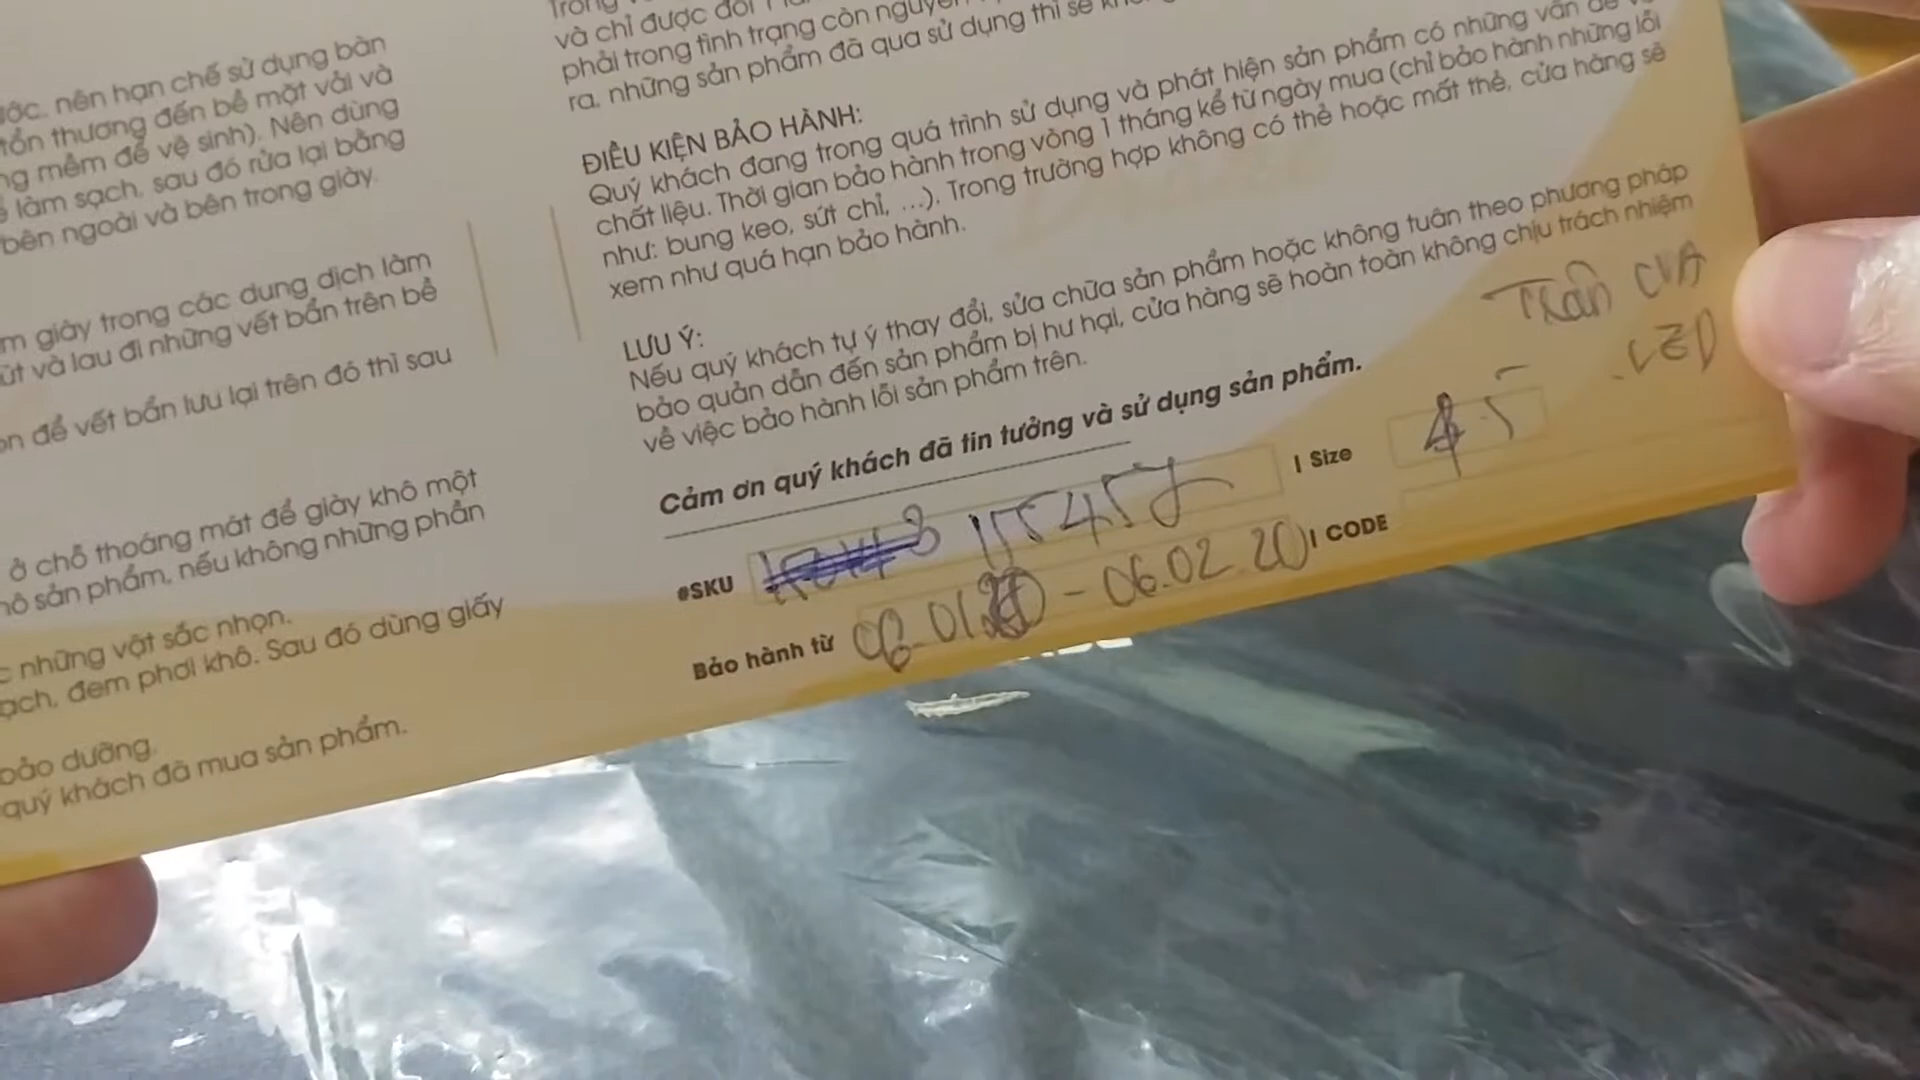 nên hạn chế sử dụng bàn
tổn thương đến bề mặt vải và
mềm để vệ sinh). Nên dùng
làm sạch, sau đó rửa lại bằng
bên ngoài và bên trong giày.
giày trong các dung dịch làm
và lau đi những vết bẩn trên bề
để vết bẩn lưu lại trên đó thì sau
ở chỗ thoáng mát để giày khô một
sản phẩm, nếu không những phần
những vật sắc nhọn.
đem phơi khô. Sau đó dùng giấy
bảo dưỡng.
quý khách đã mua sản phẩm.
và chỉ được đổi
phải trong tình trạng còn nguyên
ra, những sản phẩm đã qua sử dụng thì sẽ
ĐIỀU KIỆN BẢO HÀNH:
Quý khách đang trong quá trình sử dụng và phát hiện sản phẩm có những vấn đề
chất liệu. Thời gian bảo hành trong vòng 1 tháng kể từ ngày mua (chỉ bảo hành những lỗi
như: bung keo, sứt chỉ, ...). Trong trường hợp không có thẻ hoặc mất thẻ, cửa hàng sẽ
xem như quá hạn bảo hành.
LƯU Ý:
Nếu quý khách tự ý thay đổi, sửa chữa sản phẩm hoặc không tuân theo phương pháp
bảo quản dẫn đến sản phẩm bị hư hại, cửa hàng sẽ hoàn toàn không chịu trách nhiệm
về việc bảo hành lỗi sản phẩm trên.
Cảm ơn quý khách đã tin tưởng và sử dụng sản phẩm.
#SKU | Size 45
Bảo hành từ 06.01.20 - 06.02.20 | CODE